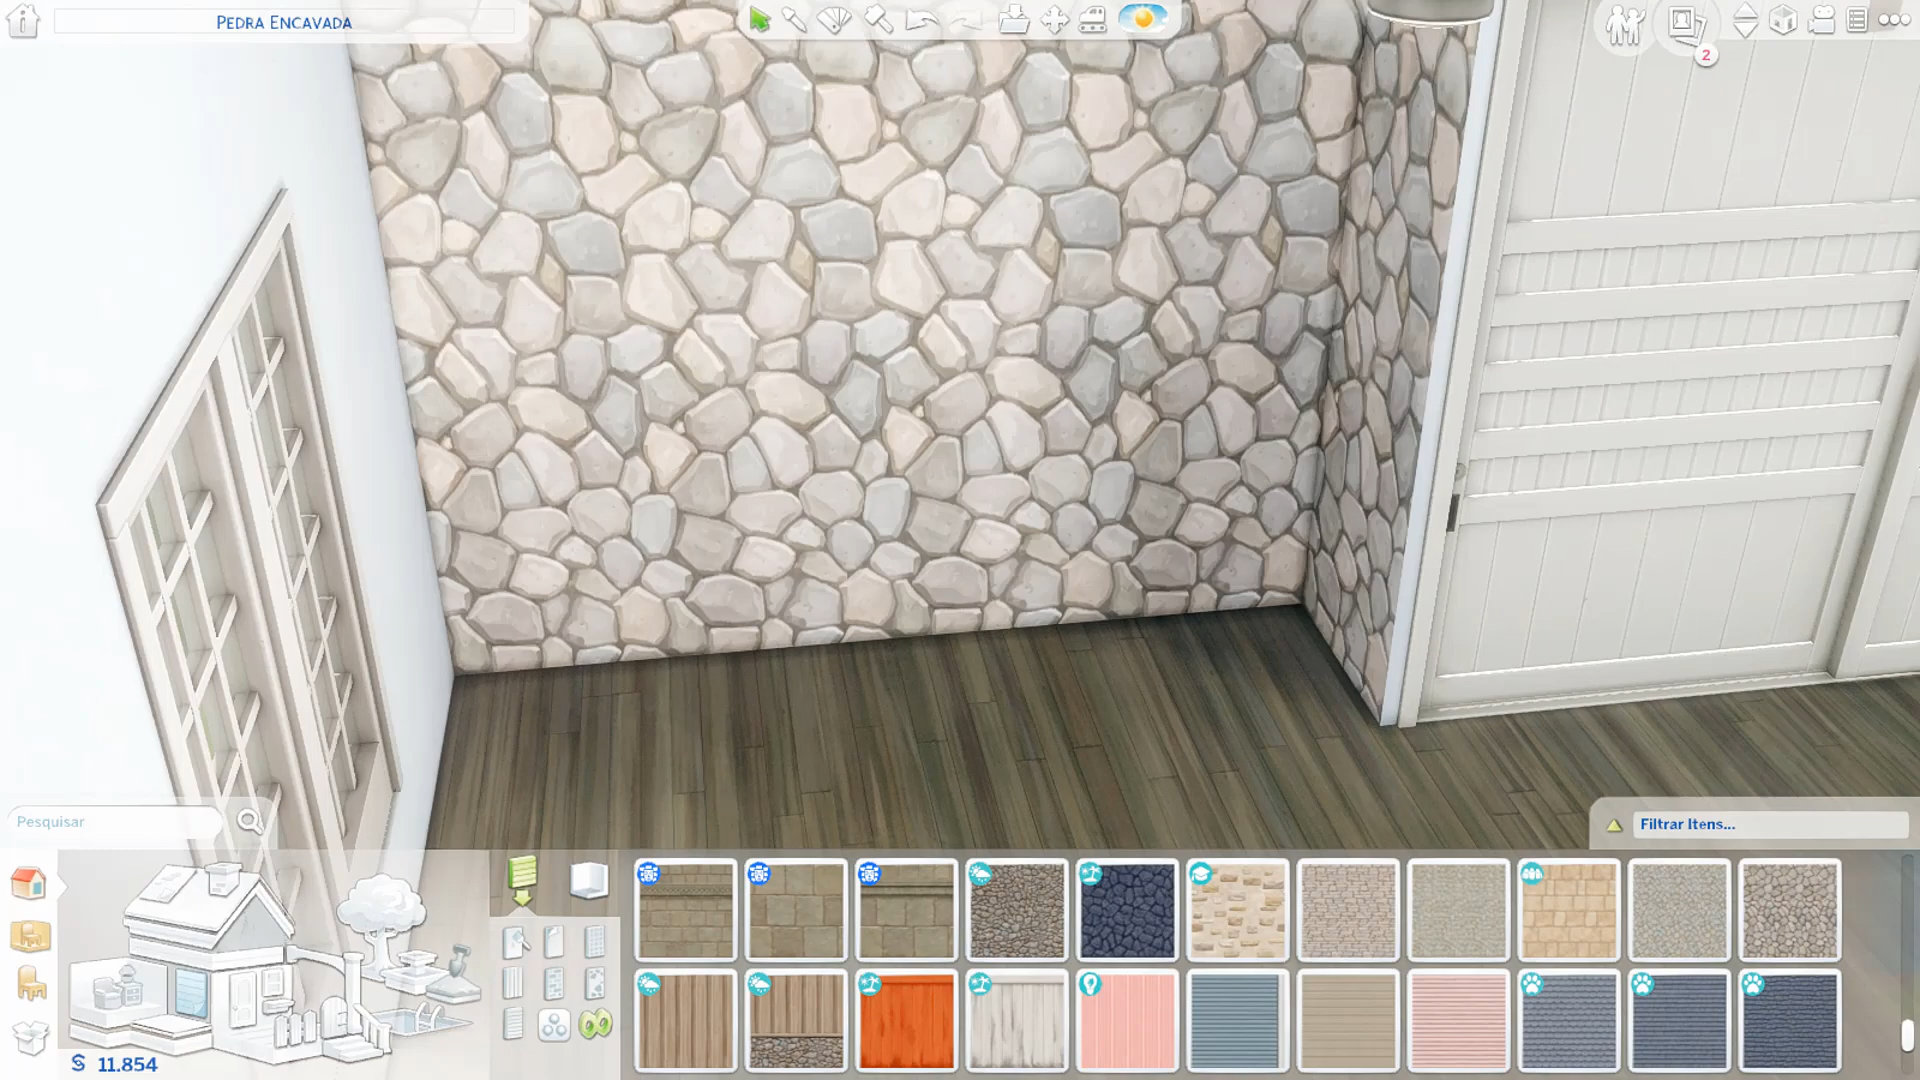 PEDRA ENCAVADA
2
Pesquisar
Filtrar Itens...
§ 11.854